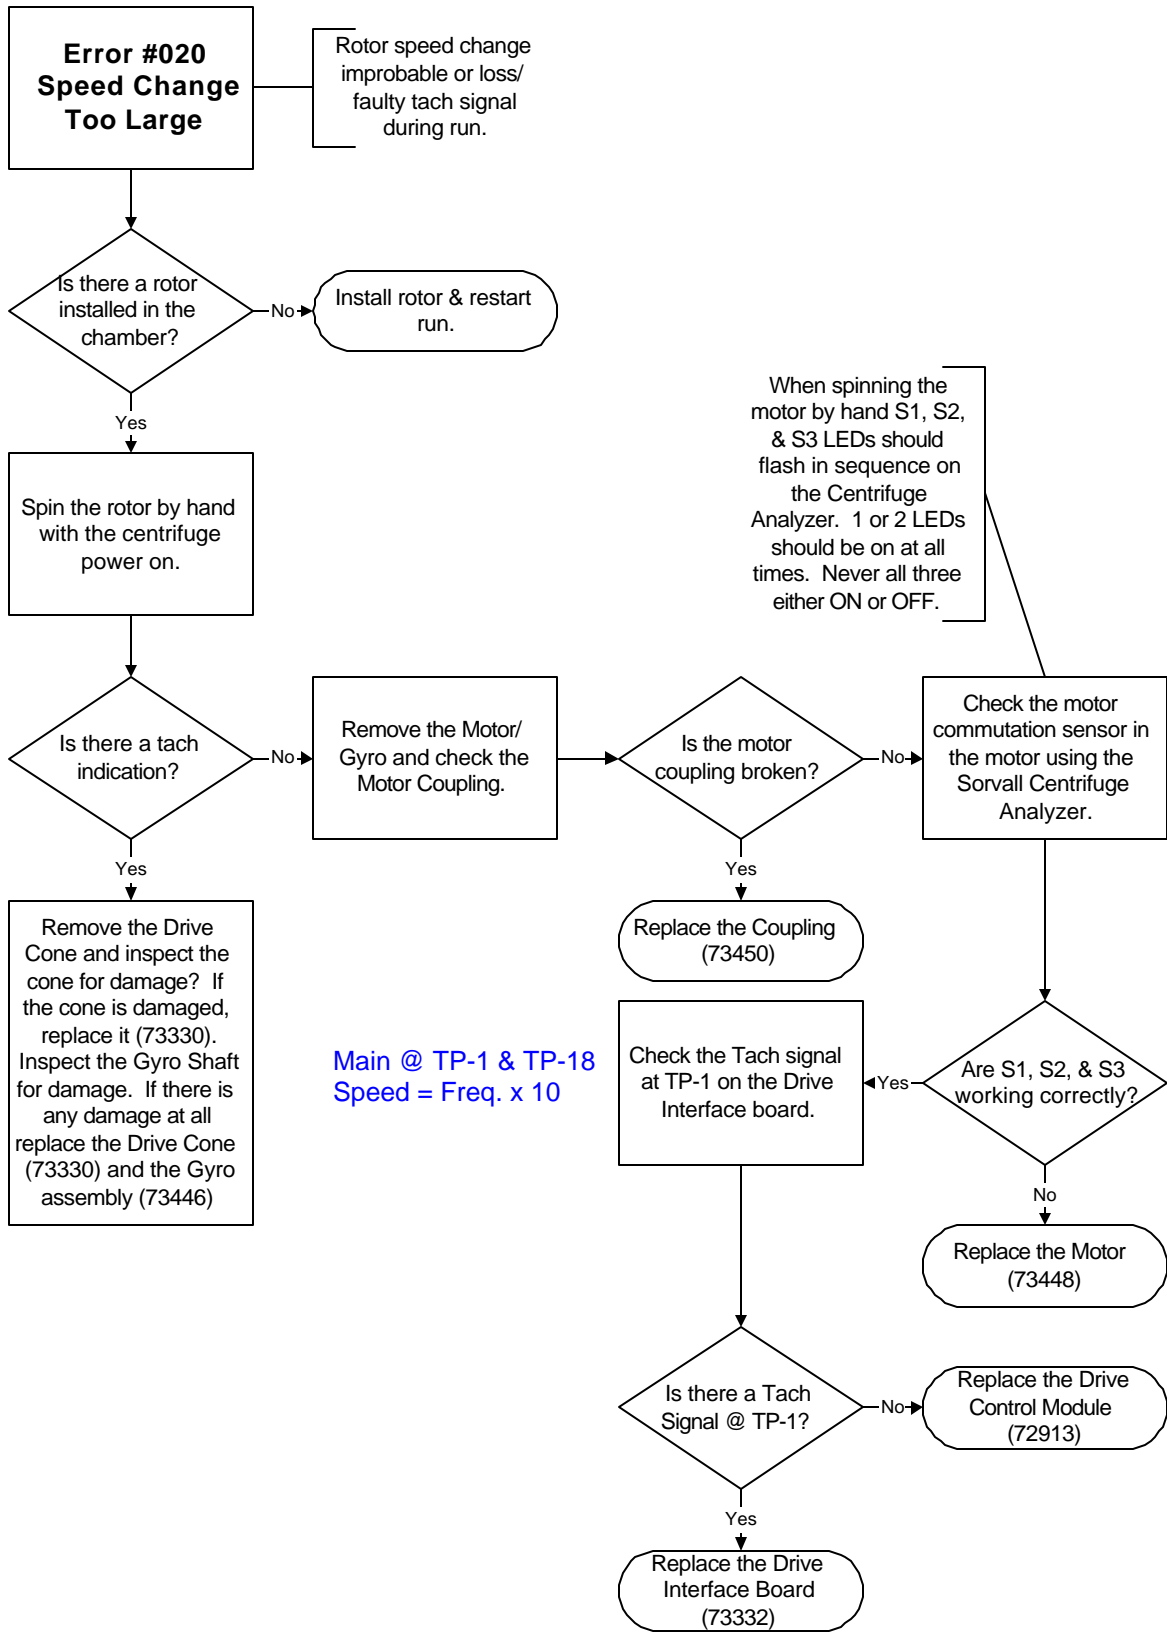 Error #020
Speed Change
Too Large
Rotor speed change
improbable or loss/
faulty tach signal
during run.
Is there a rotor
installed in the
chamber?
No
Install rotor & restart
run.
Yes
Spin the rotor by hand
with the centrifuge
power on.
When spinning the
motor by hand S1, S2,
& S3 LEDs should
flash in sequence on
the Centrifuge
Analyzer. 1 or 2 LEDs
should be on at all
times. Never all three
either ON or OFF.
Is there a tach
indication?
No
Remove the Motor/
Gyro and check the
Motor Coupling.
Is the motor
coupling broken?
No
Check the motor
commutation sensor in
the motor using the
Sorvall Centrifuge
Analyzer.
Yes
Remove the Drive
Cone and inspect the
cone for damage? If
the cone is damaged,
replace it (73330).
Inspect the Gyro Shaft
for damage. If there is
any damage at all
replace the Drive Cone
(73330) and the Gyro
assembly (73446)
Yes
Replace the Coupling
(73450)
Main @ TP-1 & TP-18
Speed = Freq. x 10
Check the Tach signal
at TP-1 on the Drive
Interface board.
Yes
Are S1, S2, & S3
working correctly?
No
Replace the Motor
(73448)
Is there a Tach
Signal @ TP-1?
No
Replace the Drive
Control Module
(72913)
Yes
Replace the Drive
Interface Board
(73332)